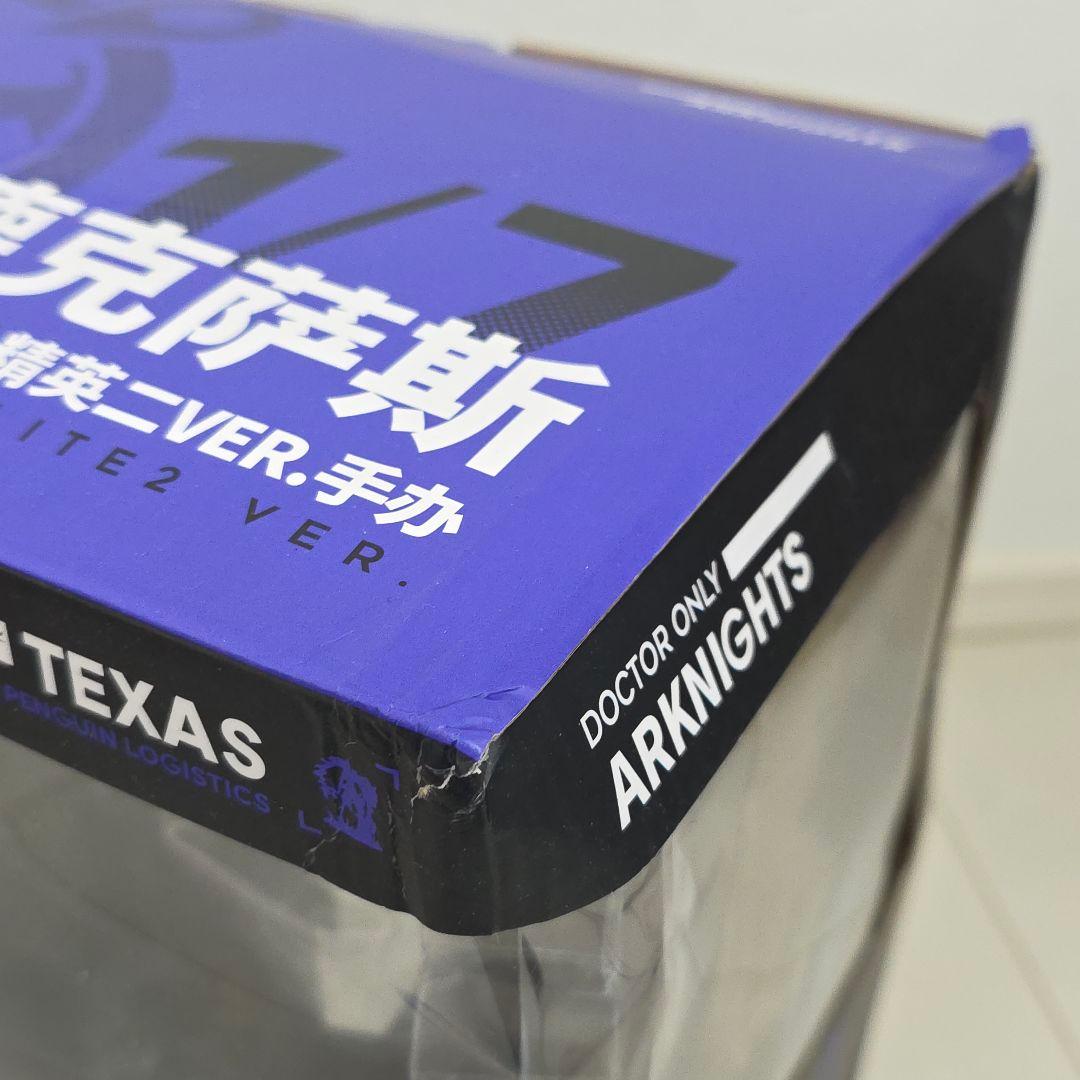 1/7
德克萨斯
精英二VER.手办
ITE2 VER.
TEXAS
PENGUIN LOGISTICS
DOCTOR ONLY
ARKNIGHTS